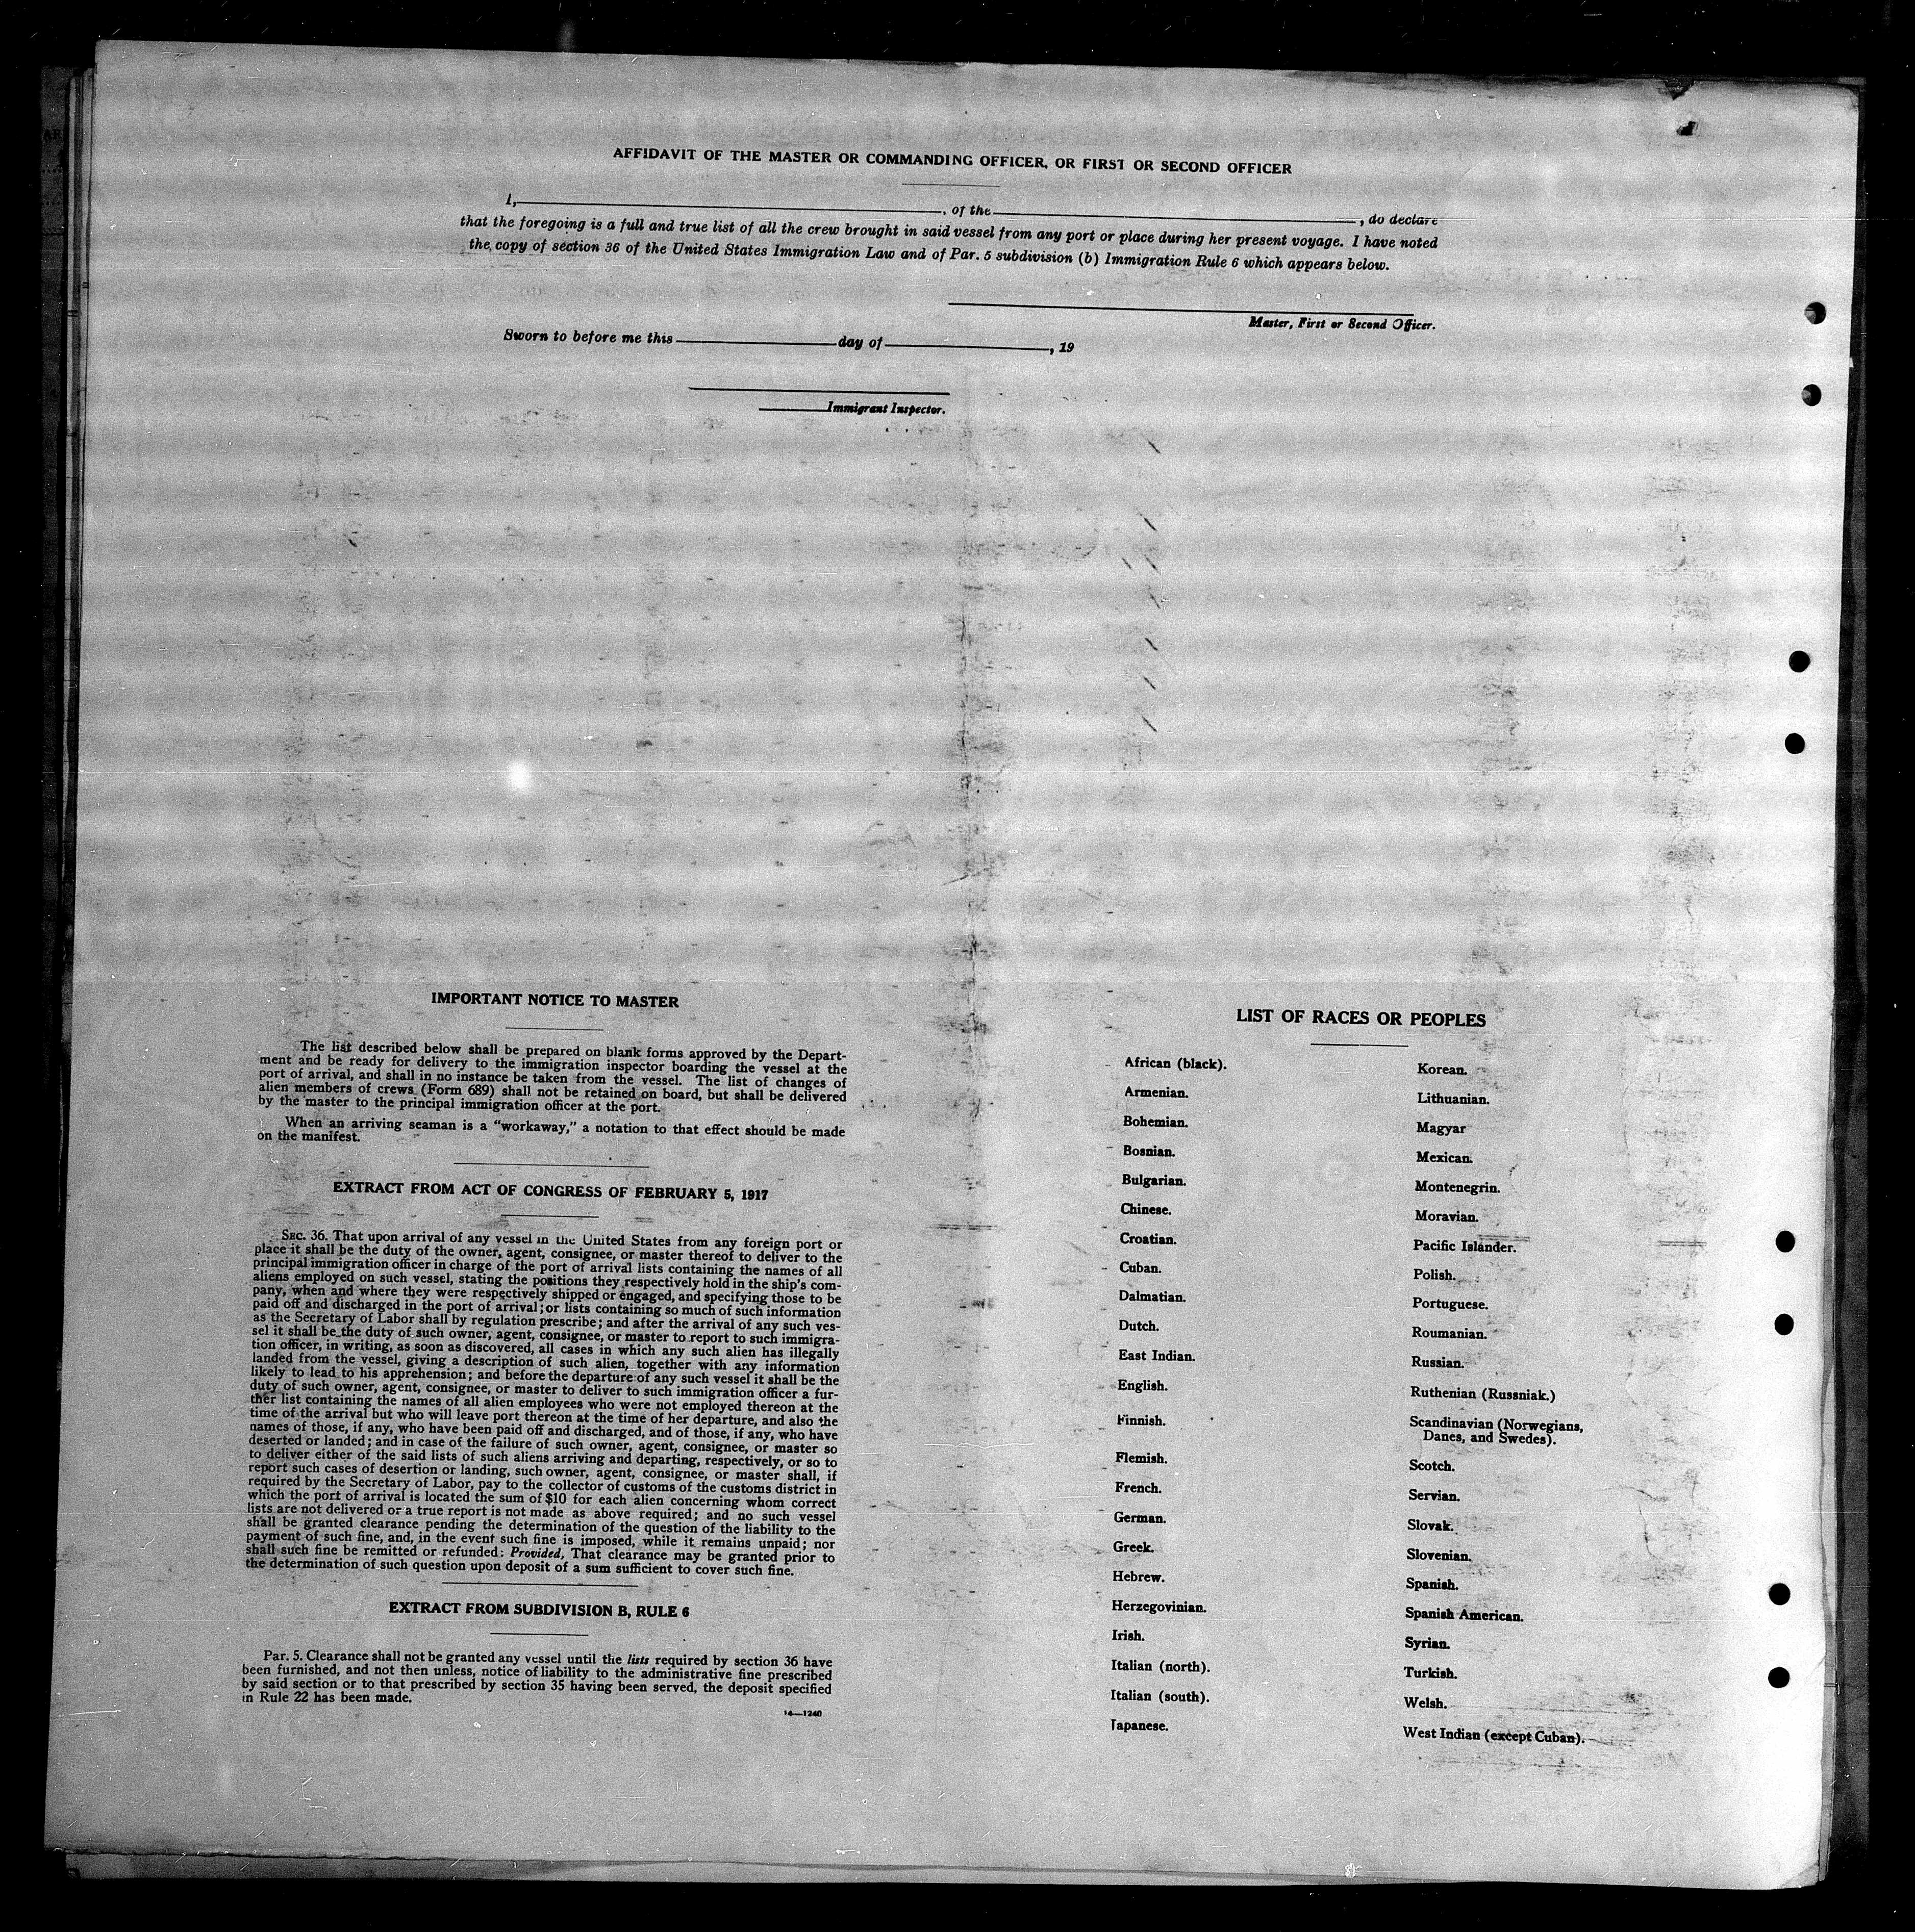 AFFIDAVIT OF THE MASTER OR COMMANDING OFFICER, OR FIRST OR SECOND OFFICER
I, , of the , do declare
that the foregoing is a full and true list of all the crew brought in said vessel from any port or place during her present voyage. I have noted
the copy of section 36 of the United States Immigration Law and of Par. 5 subdivision (b) Immigration Rule 6 which appears below.
Master, First or Second Officer.
Sworn to before me this day of , 19
Immigrant Inspector.
IMPORTANT NOTICE TO MASTER
The list described below shall be prepared on blank forms approved by the Depart-
ment and be ready for delivery to the immigration inspector boarding the vessel at the
port of arrival, and shall in no instance be taken from the vessel. The list of changes of
alien members of crews (Form 689) shall not be retained on board, but shall be delivered
by the master to the principal immigration officer at the port.
When an arriving seaman is a "workaway," a notation to that effect should be made
on the manifest.
EXTRACT FROM ACT OF CONGRESS OF FEBRUARY 5, 1917
SEC. 36. That upon arrival of any vessel in the United States from any foreign port or
place it shall be the duty of the owner, agent, consignee, or master thereof to deliver to the
principal immigration officer in charge of the port of arrival lists containing the names of all
aliens employed on such vessel, stating the positions they respectively hold in the ship's com-
pany, when and where they were respectively shipped or engaged, and specifying those to be
paid off and discharged in the port of arrival; or lists containing so much of such information
as the Secretary of Labor shall by regulation prescribe; and after the arrival of any such ves-
sel it shall be the duty of such owner, agent, consignee, or master to report to such immigra-
tion officer, in writing, as soon as discovered, all cases in which any such alien has illegally
landed from the vessel, giving a description of such alien, together with any information
likely to lead to his apprehension; and before the departure of any such vessel it shall be the
duty of such owner, agent, consignee, or master to deliver to such immigration officer a fur-
ther list containing the names of all alien employees who were not employed thereon at the
time of the arrival but who will leave port thereon at the time of her departure, and also the
names of those, if any, who have been paid off and discharged, and of those, if any, who have
deserted or landed; and in case of the failure of such owner, agent, consignee, or master so
to deliver either of the said lists of such aliens arriving and departing, respectively, or so to
report such cases of desertion or landing, such owner, agent, consignee, or master shall, if
required by the Secretary of Labor, pay to the collector of customs of the customs district in
which the port of arrival is located the sum of $10 for each alien concerning whom correct
lists are not delivered or a true report is not made as above required; and no such vessel
shall be granted clearance pending the determination of the question of the liability to the
payment of such fine, and, in the event such fine is imposed, while it remains unpaid; nor
shall such fine be remitted or refunded: Provided, That clearance may be granted prior to
the determination of such question upon deposit of a sum sufficient to cover such fine.
EXTRACT FROM SUBDIVISION B, RULE 6
Par. 5. Clearance shall not be granted any vessel until the lists required by section 36 have
been furnished, and not then unless, notice of liability to the administrative fine prescribed
by said section or to that prescribed by section 35 having been served, the deposit specified
in Rule 22 has been made.
14—1240
LIST OF RACES OR PEOPLES
African (black).
Armenian.
Bohemian.
Bosnian.
Bulgarian.
Chinese.
Croatian.
Cuban.
Dalmatian.
Dutch.
East Indian.
English.
Finnish.
Flemish.
French.
German.
Greek.
Hebrew.
Herzegovinian.
Irish.
Italian (north).
Italian (south).
Japanese.
Korean.
Lithuanian.
Magyar
Mexican.
Montenegrin.
Moravian.
Pacific Islander.
Polish.
Portuguese.
Roumanian.
Russian.
Ruthenian (Russniak.)
Scandinavian (Norwegians,
Danes, and Swedes).
Scotch.
Servian.
Slovak.
Slovenian.
Spanish.
Spanish American.
Syrian.
Turkish.
Welsh.
West Indian (except Cuban).